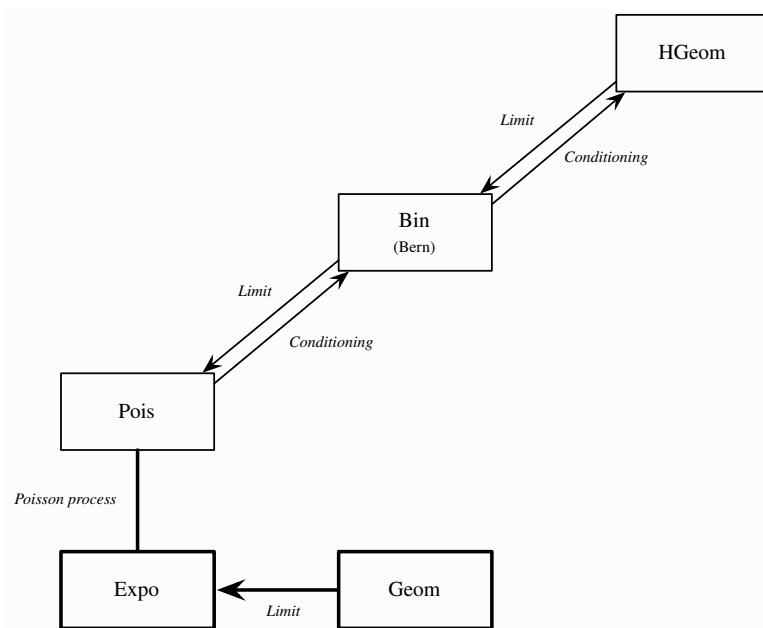 HGeom
Limit
Conditioning
Bin
(Bern)
Limit
Conditioning
Pois
Poisson process
Expo
Geom
Limit